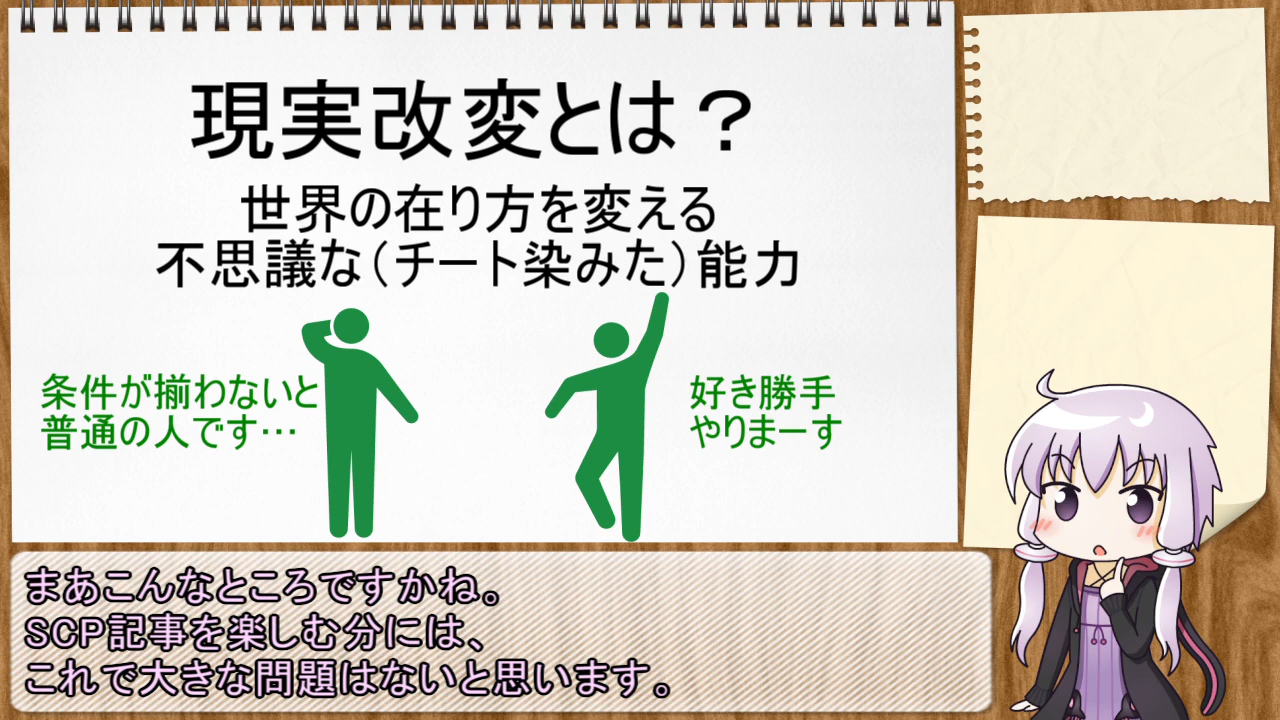 現実改変とは？
世界の在り方を変える
不思議な（チート染みた）能力
条件が揃わないと
普通の人です…
好き勝手
やりまーす
まあこんなところですかね。
SCP記事を楽しむ分には、
これで大きな問題はないと思います。